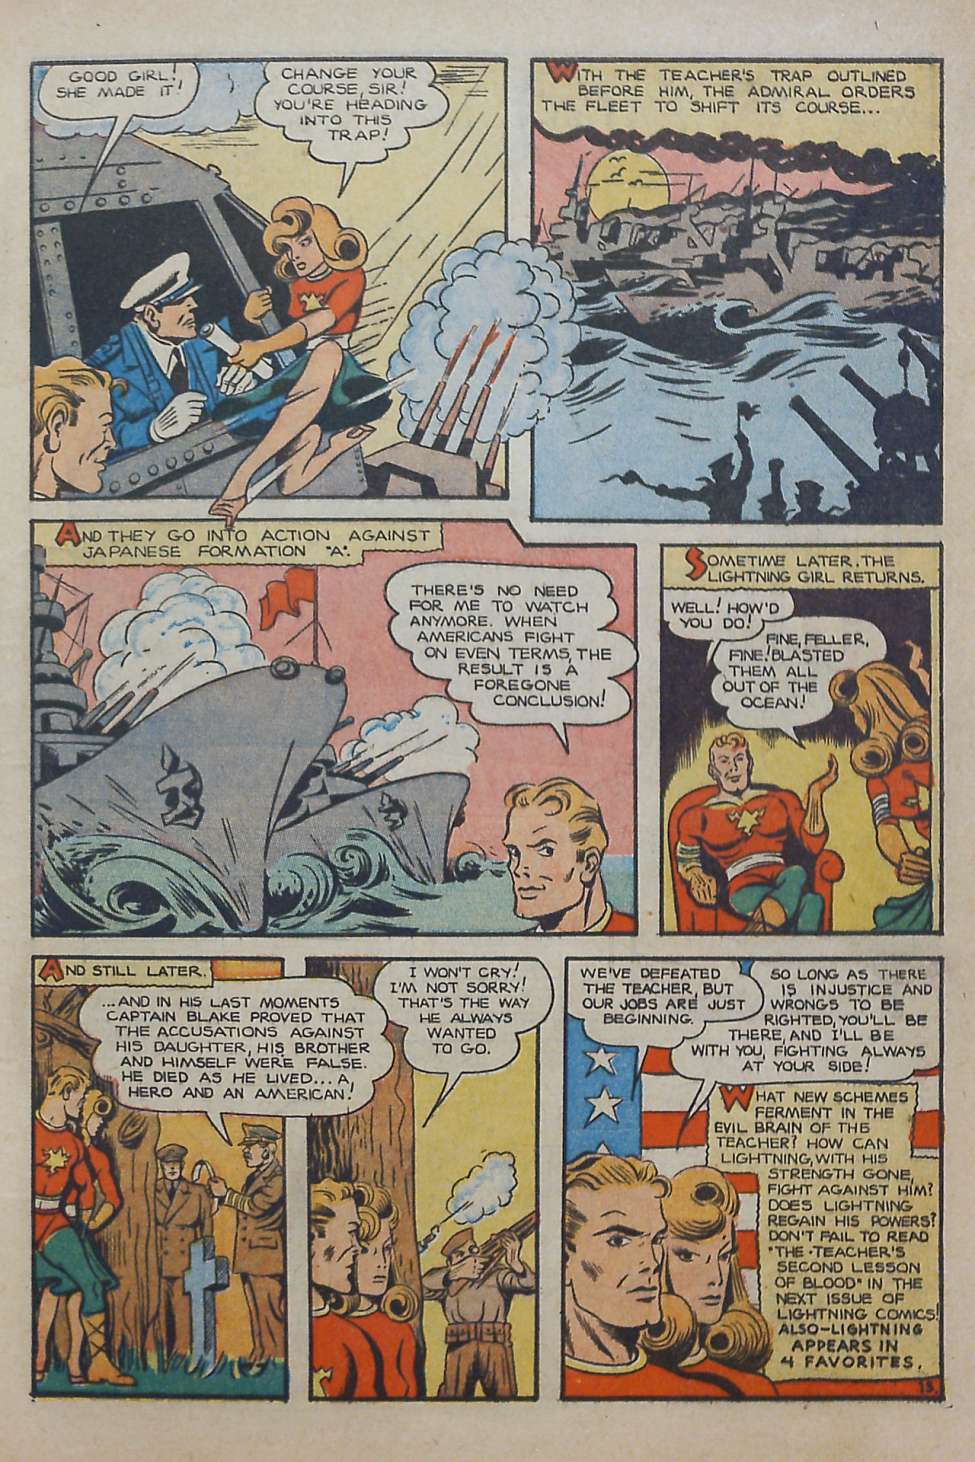 GOOD GIRL!
SHE MADE IT!
CHANGE YOUR
COURSE, SIR!
YOU'RE HEADING
INTO THIS
TRAP!
WITH THE TEACHER'S TRAP OUTLINED
BEFORE HIM, THE ADMIRAL ORDERS
THE FLEET TO SHIFT ITS COURSE...
AND THEY GO INTO ACTION AGAINST
JAPANESE FORMATION "A".
THERE'S NO NEED
FOR ME TO WATCH
ANYMORE. WHEN
AMERICANS FIGHT
ON EVEN TERMS, THE
RESULT IS A
FOREGONE
CONCLUSION!
SOMETIME LATER. THE
LIGHTNING GIRL RETURNS.
WELL! HOW'D
YOU DO!
FINE, FELLER,
FINE! BLASTED
THEM ALL
OUT OF THE
OCEAN!
AND STILL LATER.
...AND IN HIS LAST MOMENTS
CAPTAIN BLAKE PROVED THAT
THE ACCUSATIONS AGAINST
HIS DAUGHTER, HIS BROTHER
AND HIMSELF WERE FALSE.
HE DIED AS HE LIVED... A
HERO AND AN AMERICAN!
I WON'T CRY!
I'M NOT SORRY!
THAT'S THE WAY
HE ALWAYS
WANTED
TO GO.
WE'VE DEFEATED
THE TEACHER, BUT
OUR JOBS ARE JUST
BEGINNING.
SO LONG AS THERE
IS INJUSTICE AND
WRONGS TO BE
RIGHTED, YOU'LL BE
THERE, AND I'LL BE
WITH YOU, FIGHTING ALWAYS
AT YOUR SIDE!
WHAT NEW SCHEMES
FERMENT IN THE
EVIL BRAIN OF THE
TEACHER? HOW CAN
LIGHTNING, WITH HIS
STRENGTH GONE,
FIGHT AGAINST HIM?
DOES LIGHTNING
REGAIN HIS POWERS?
DON'T FAIL TO READ
"THE TEACHER'S
SECOND LESSON
OF BLOOD" IN THE
NEXT ISSUE OF
LIGHTNING COMICS!
ALSO-LIGHTNING
APPEARS IN
4 FAVORITES.
13